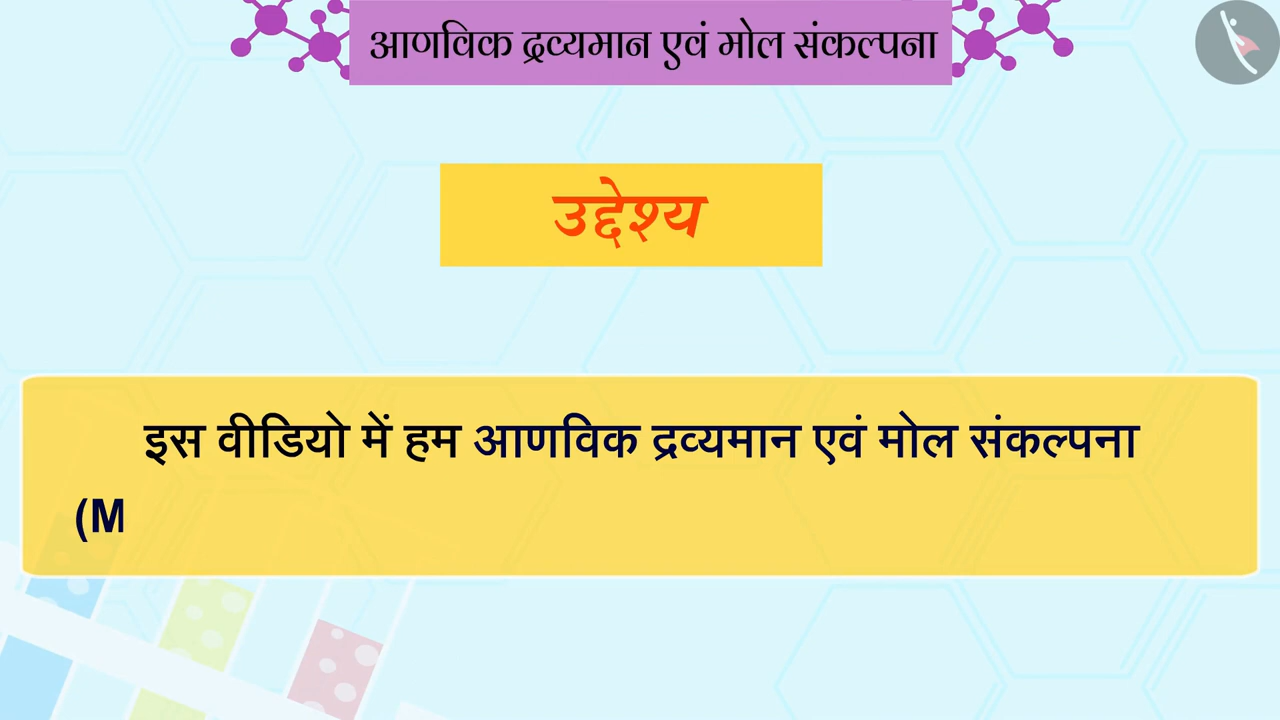 आणविक द्रव्यमान एवं मोल संकल्पना
उद्देश्य
इस वीडियो में हम आणविक द्रव्यमान एवं मोल संकल्पना
(M